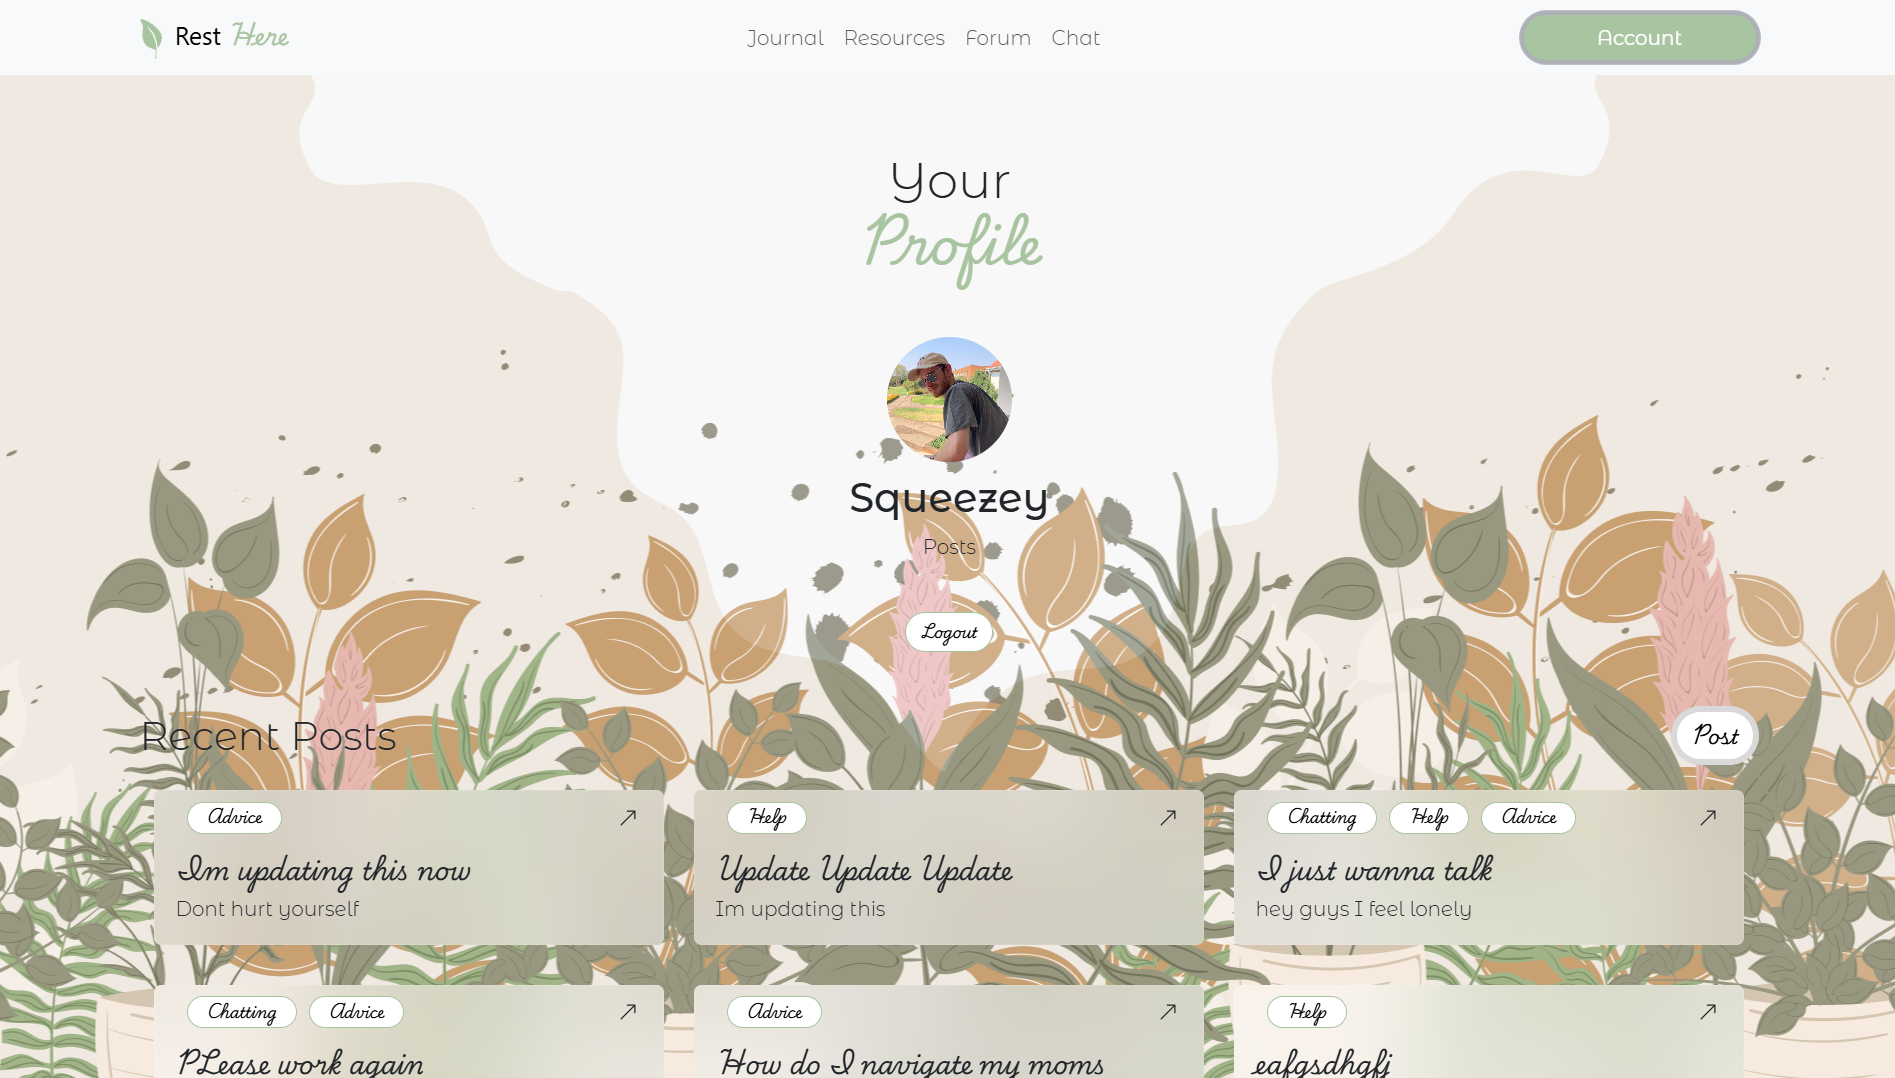 Rest Here
Journal Resources Forum Chat
Account
Your
Profile
Squeezey
Posts
Logout
Recent Posts
Post
Advice
Im updating this now
Dont hurt yourself
Help
Update Update Update
Im updating this
Chatting Help Advice
I just wanna talk
hey guys I feel lonely
Chatting Advice
PLease work again
Advice
How do I navigate my moms
Help
eafgsdhgfj